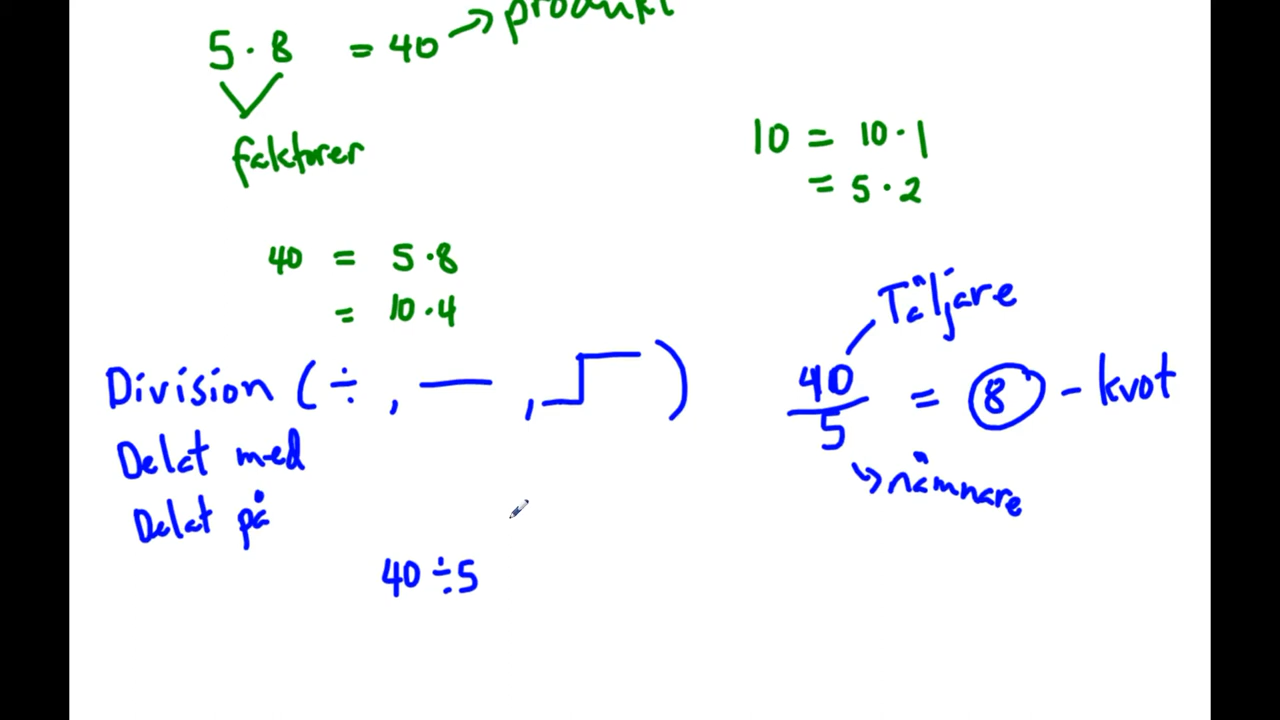 5 · 8 = 40 → produkt
faktorer
10 = 10 · 1
= 5 · 2
40 = 5 · 8
= 10 · 4
Täljare
Division ( ÷ , — , )
40/5 = 8 - kvot
Delat med
nämnare
Delat på
40 ÷ 5